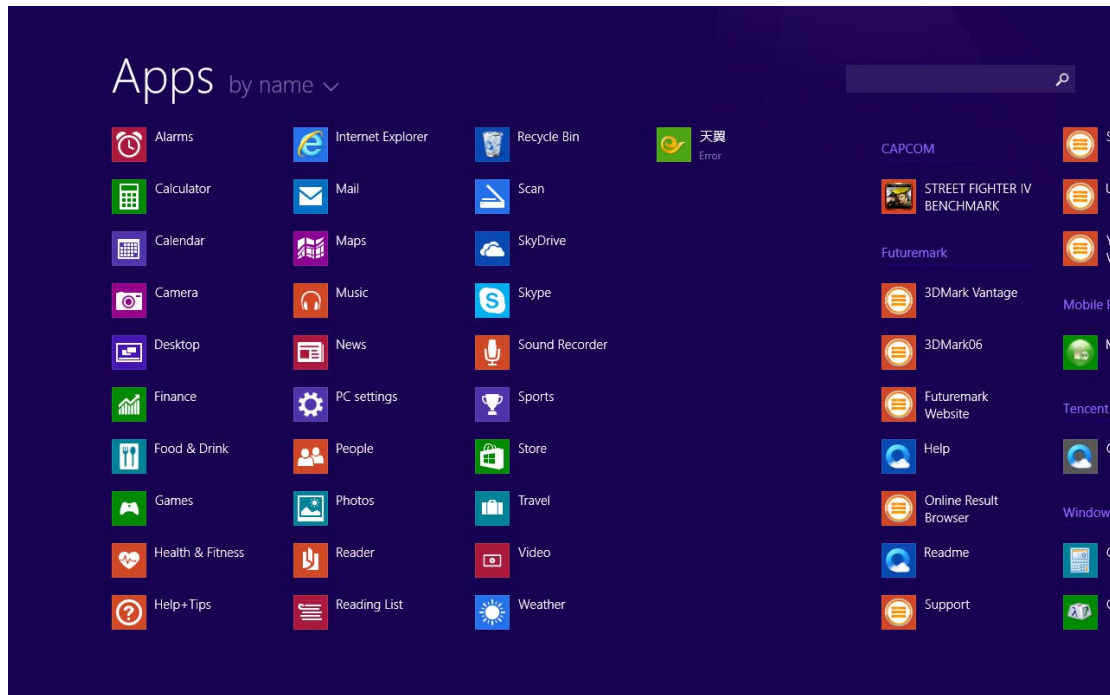 Apps by name
Alarms
Calculator
Calendar
Camera
Desktop
Finance
Food & Drink
Games
Health & Fitness
Help+Tips
Internet Explorer
Mail
Maps
Music
News
PC settings
People
Photos
Reader
Reading List
Recycle Bin
Scan
SkyDrive
Skype
Sound Recorder
Sports
Store
Travel
Video
Weather
天翼
Error
CAPCOM
STREET FIGHTER IV
BENCHMARK
Futuremark
3DMark Vantage
3DMark06
Futuremark
Website
Help
Online Result
Browser
Readme
Support
Mobile
Tencent
Window